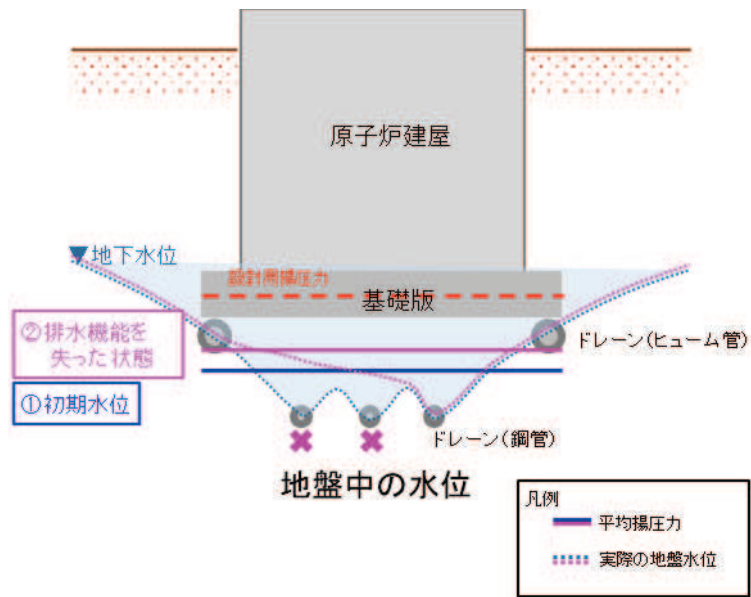 原子炉建屋
▼地下水位
設計用揚圧力
基礎版
②排水機能を
失った状態
ドレーン(ヒューム管)
①初期水位
ドレーン(鋼管)
地盤中の水位
凡例
平均揚圧力
実際の地盤水位